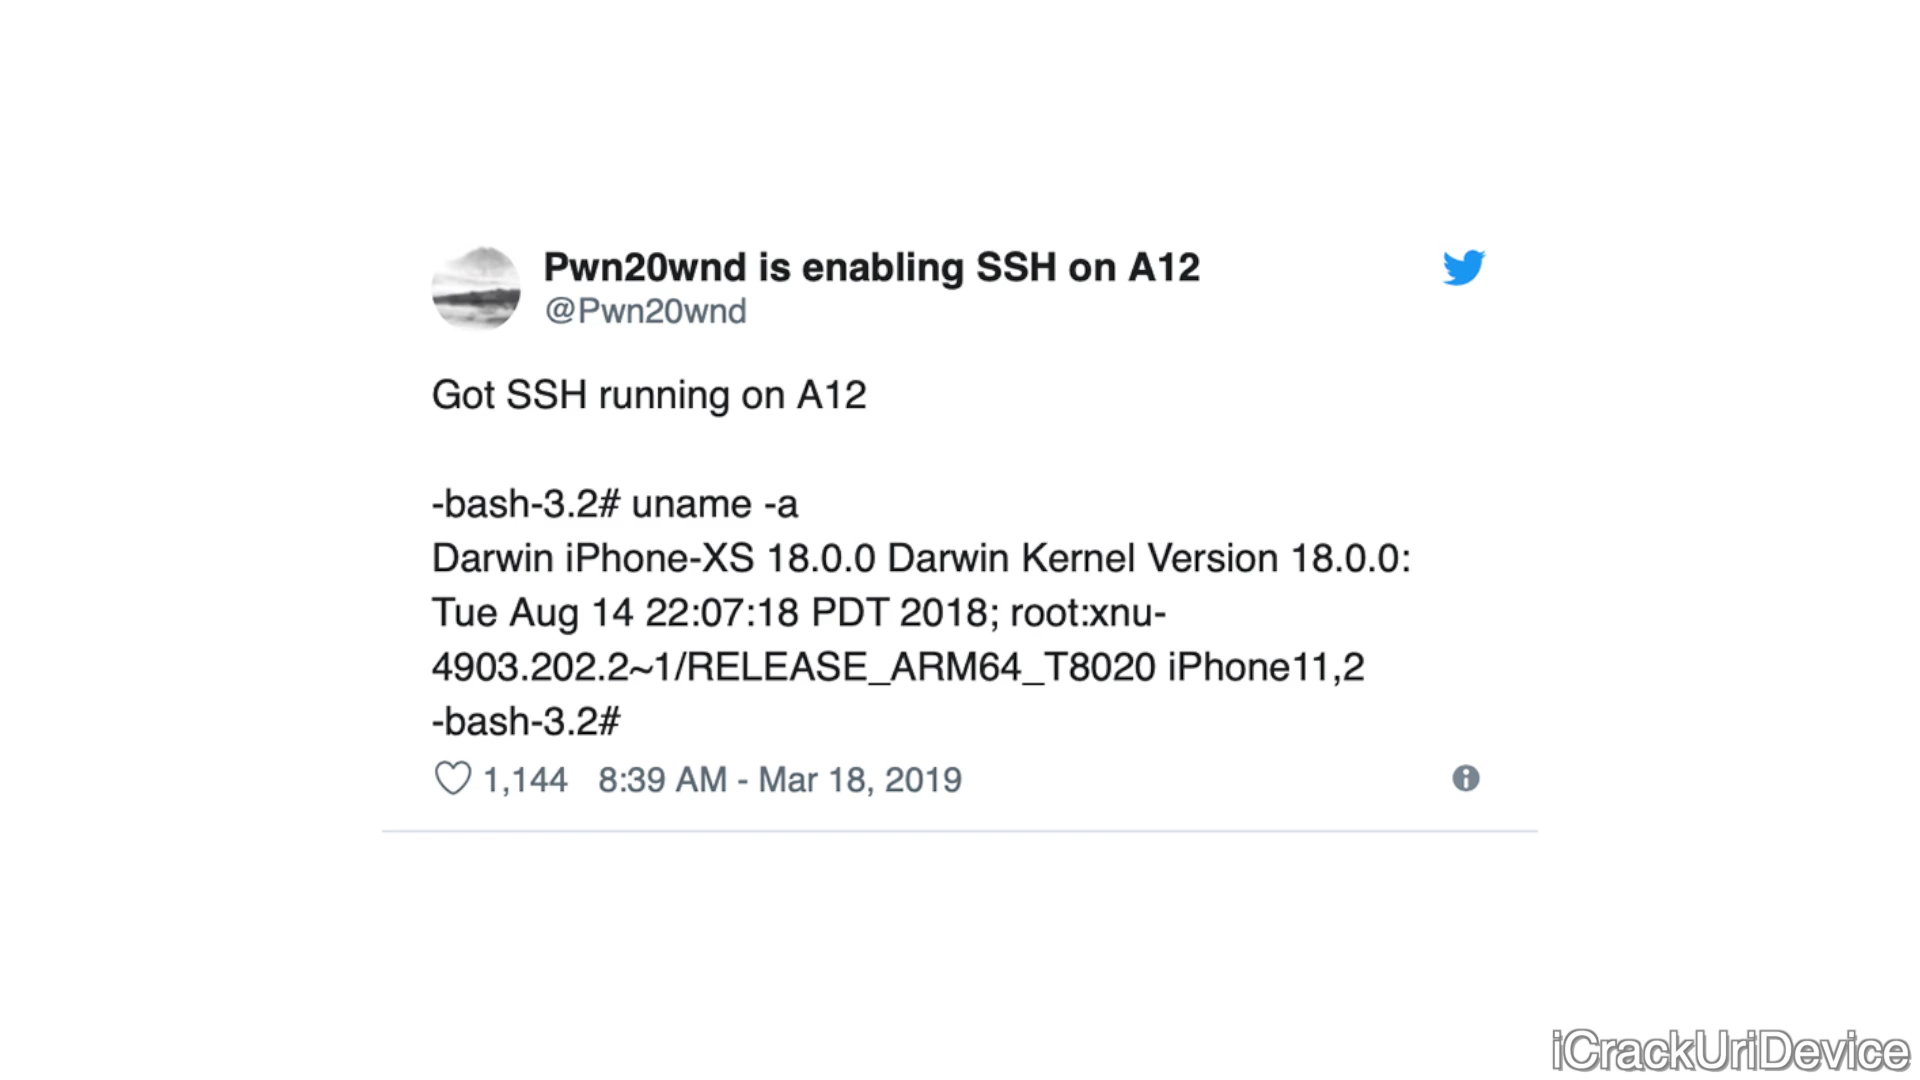 Pwn20wnd is enabling SSH on A12
@Pwn20wnd
Got SSH running on A12
-bash-3.2# uname -a
Darwin iPhone-XS 18.0.0 Darwin Kernel Version 18.0.0:
Tue Aug 14 22:07:18 PDT 2018; root:xnu-
4903.202.2~1/RELEASE_ARM64_T8020 iPhone11,2
-bash-3.2#
1,144 8:39 AM - Mar 18, 2019
iCrackUriDevice